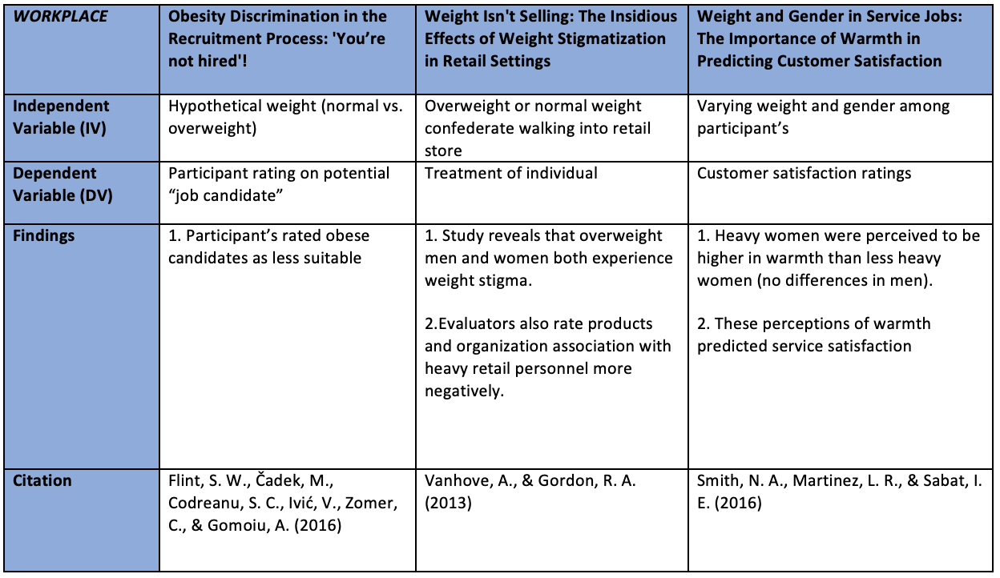 WORKPLACE
Obesity Discrimination in the
Recruitment Process: 'You’re
not hired'!
Weight Isn't Selling: The Insidious
Effects of Weight Stigmatization
in Retail Settings
Weight and Gender in Service Jobs:
The Importance of Warmth in
Predicting Customer Satisfaction
Independent
Variable (IV)
Hypothetical weight (normal vs.
overweight)
Overweight or normal weight
confederate walking into retail
store
Varying weight and gender among
participant’s
Dependent
Variable (DV)
Participant rating on potential
“job candidate”
Treatment of individual
Customer satisfaction ratings
Findings
1. Participant’s rated obese
candidates as less suitable
1. Study reveals that overweight
men and women both experience
weight stigma.
2.Evaluators also rate products
and organization association with
heavy retail personnel more
negatively.
1. Heavy women were perceived to be
higher in warmth than less heavy
women (no differences in men).
2. These perceptions of warmth
predicted service satisfaction
Citation
Flint, S. W., Čadek, M.,
Codreanu, S. C., Ivić, V., Zomer,
C., & Gomoiu, A. (2016)
Vanhove, A., & Gordon, R. A.
(2013)
Smith, N. A., Martinez, L. R., & Sabat, I.
E. (2016)